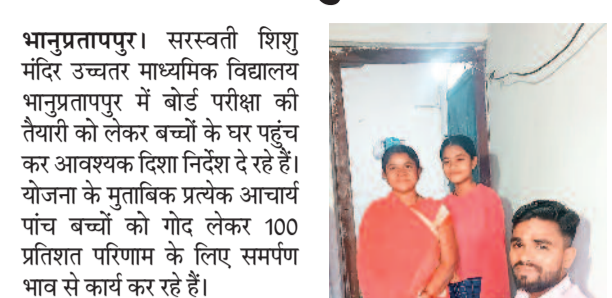 भानुप्रतापपुर। सरस्वती शिशु
मंदिर उच्चतर माध्यमिक विद्यालय
भानुप्रतापपुर में बोर्ड परीक्षा की
तैयारी को लेकर बच्चों के घर पहुंच
कर आवश्यक दिशा निर्देश दे रहे हैं।
योजना के मुताबिक प्रत्येक आचार्य
पांच बच्चों को गोद लेकर 100
प्रतिशत परिणाम के लिए समर्पण
भाव से कार्य कर रहे हैं।